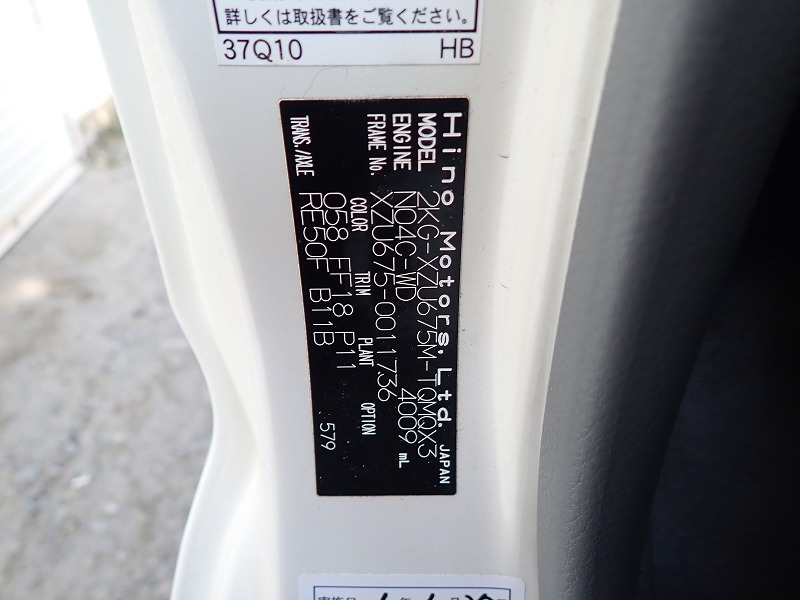 詳しくは取扱書をご覧ください。
37Q10 HB
Hino Motors, Ltd. JAPAN
MODEL 2KG-XZU675M-TQMQX3
ENGINE N04C-WD 4009 mL
FRAME No. XZU675-0011736
COLOR TRIM PLANT OPTION
058 FF18 P11
TRANS./AXLE RE50F B11B 579